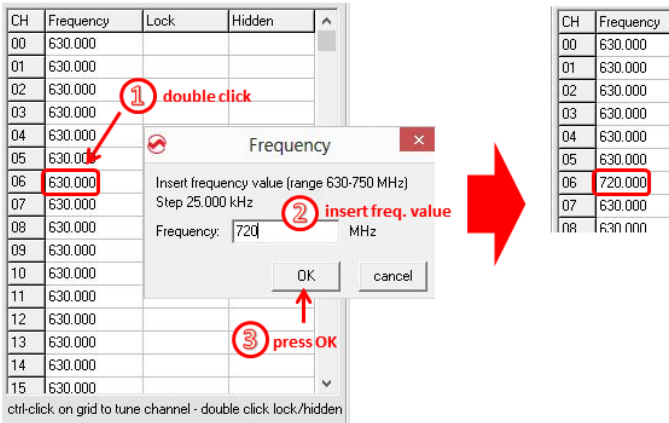 CH Frequency Lock Hidden
00 630.000
01 630.000
02 630.000
03 630.000
04 630.000
05 630.000
06 630.000
07 630.000
08 630.000
09 630.000
10 630.000
11 630.000
12 630.000
13 630.000
14 630.000
15 630.000
ctrl-click on grid to tune channel - double click lock/hidden
1 double click
Frequency
Insert frequency value (range 630-750 MHz)
Step 25.000 kHz
2 insert freq. value
Frequency: 720 MHz
OK cancel
3 press OK
CH Frequency
00 630.000
01 630.000
02 630.000
03 630.000
04 630.000
05 630.000
06 720.000
07 630.000
08 630.000